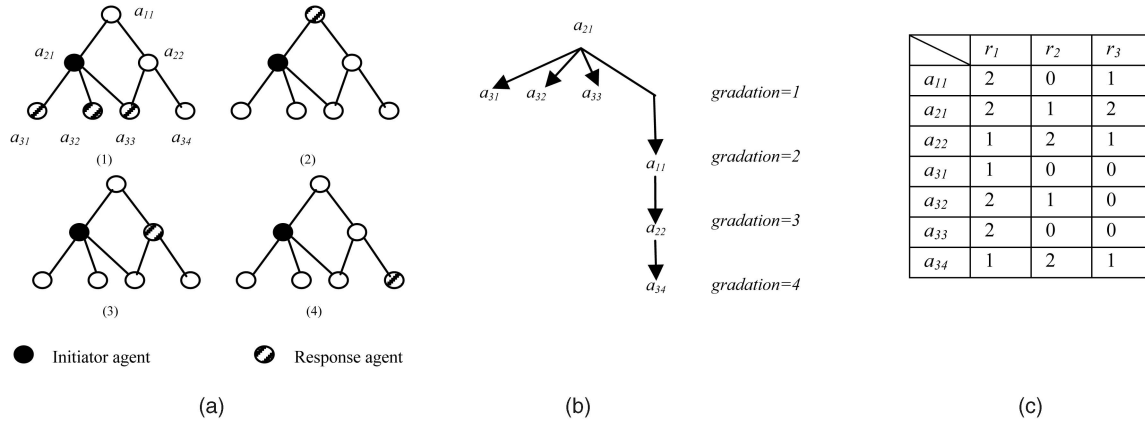 a11
a21
a22
a31
a32
a33
a34
(1)
(2)
(3)
(4)
Initiator agent
Response agent
(a)
a21
a31
a32
a33
gradation=1
a11
gradation=2
a22
gradation=3
a34
gradation=4
(b)
r1 r2 r3
a11 2 0 1
a21 2 1 2
a22 1 2 1
a31 1 0 0
a32 2 1 0
a33 2 0 0
a34 1 2 1
(c)